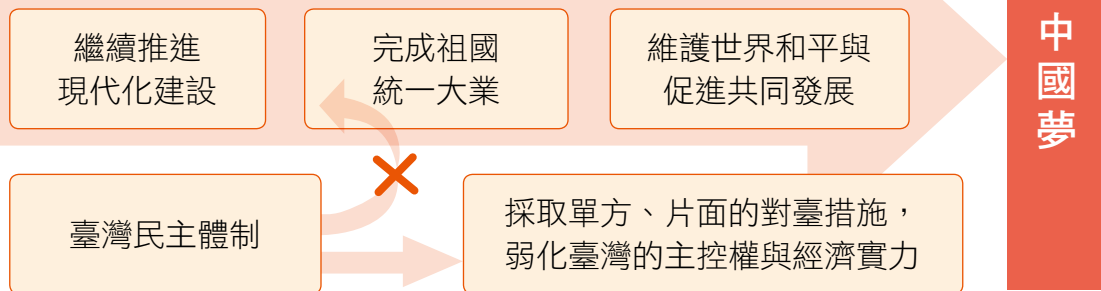 繼續推進
現代化建設
完成祖國
統一大業
維護世界和平與
促進共同發展
中國夢
臺灣民主體制
採取單方、片面的對臺措施，
弱化臺灣的主控權與經濟實力